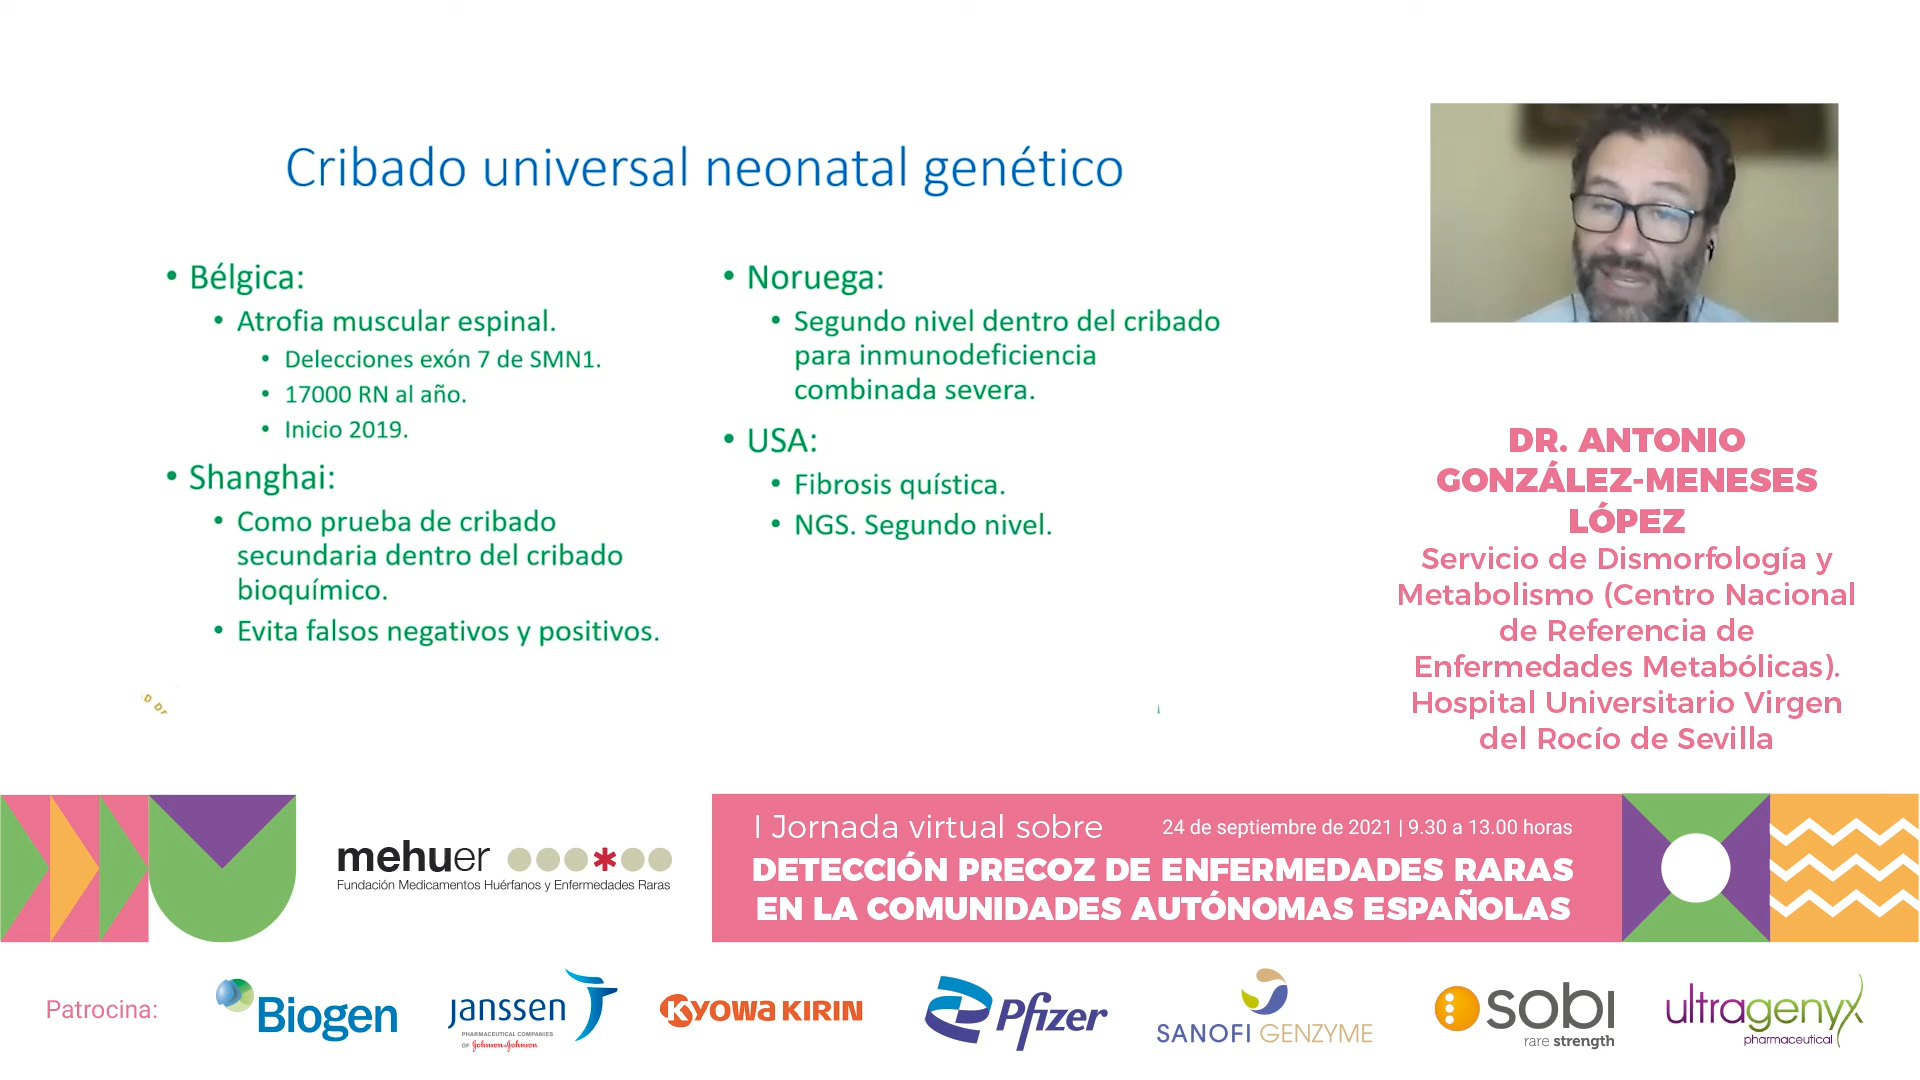 Cribado universal neonatal genético
• Bélgica:
• Atrofia muscular espinal.
• Delecciones exón 7 de SMN1.
• 17000 RN al año.
• Inicio 2019.
• Shanghai:
• Como prueba de cribado
secundaria dentro del cribado
bioquímico.
• Evita falsos negativos y positivos.
• Noruega:
• Segundo nivel dentro del cribado
para inmunodeficiencia
combinada severa.
• USA:
• Fibrosis quística.
• NGS. Segundo nivel.
DR. ANTONIO
GONZÁLEZ-MENESES
LÓPEZ
Servicio de Dismorfología y
Metabolismo (Centro Nacional
de Referencia de
Enfermedades Metabólicas).
Hospital Universitario Virgen
del Rocío de Sevilla
mehuer
Fundación Medicamentos Huérfanos y Enfermedades Raras
I Jornada virtual sobre
24 de septiembre de 2021 | 9.30 a 13.00 horas
DETECCIÓN PRECOZ DE ENFERMEDADES RARAS
EN LA COMUNIDADES AUTÓNOMAS ESPAÑOLAS
Patrocina:
Biogen
janssen
PHARMACEUTICAL COMPANIES
OF Johnson & Johnson
KYOWA KIRIN
Pfizer
SANOFI GENZYME
sobi
rare strength
ultragenyx
pharmaceutical